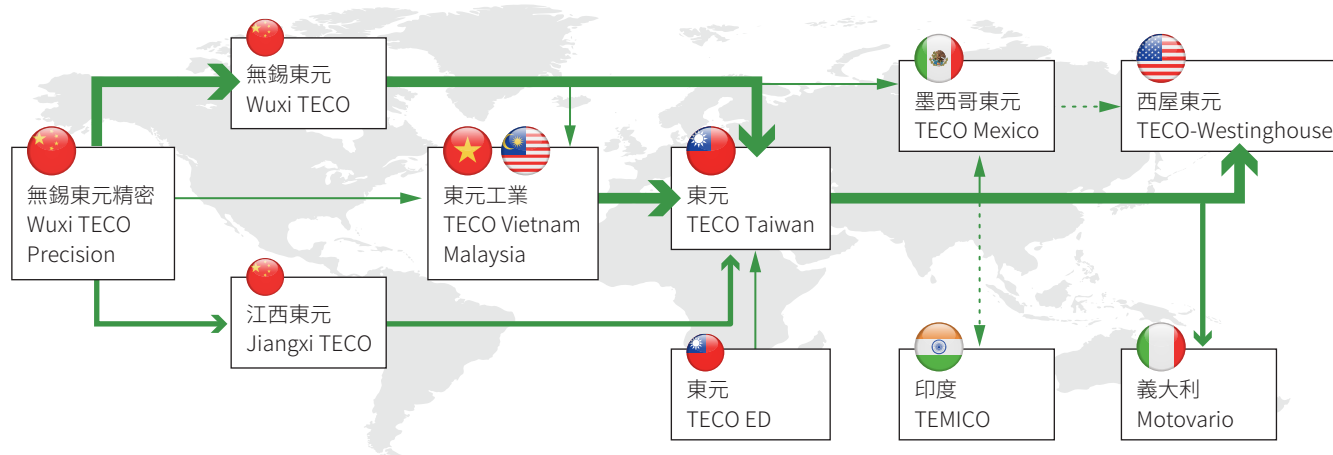 無錫東元
Wuxi TECO
墨西哥東元
TECO Mexico
西屋東元
TECO-Westinghouse
無錫東元精密
Wuxi TECO
Precision
東元工業
TECO Vietnam
Malaysia
東元
TECO Taiwan
江西東元
Jiangxi TECO
東元
TECO ED
印度
TEMICO
義大利
Motovario